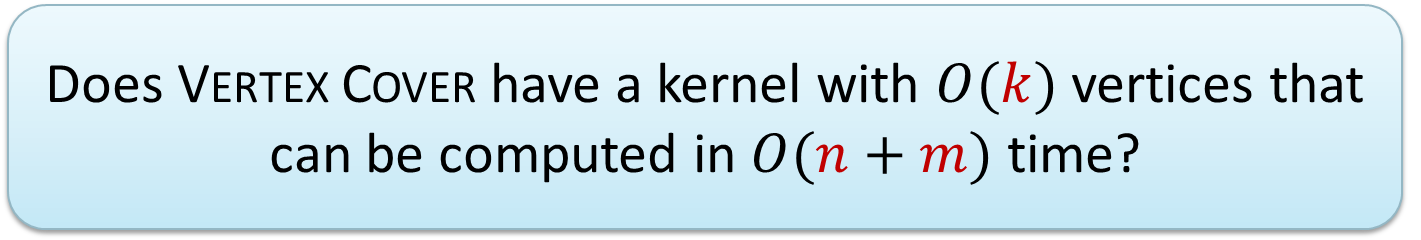 Does VERTEX COVER have a kernel with O(k) vertices that
can be computed in O(n + m) time?